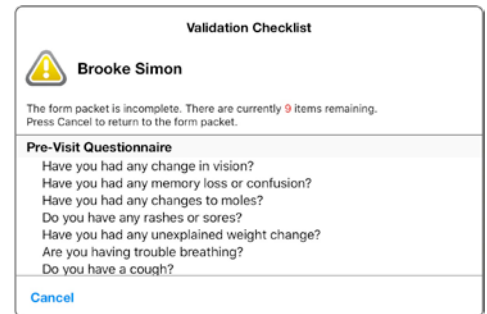 Validation Checklist
Brooke Simon
The form packet is incomplete. There are currently 9 items remaining.
Press Cancel to return to the form packet.
Pre-Visit Questionnaire
Have you had any change in vision?
Have you had any memory loss or confusion?
Have you had any changes to moles?
Do you have any rashes or sores?
Have you had any unexplained weight change?
Are you having trouble breathing?
Do you have a cough?
Cancel